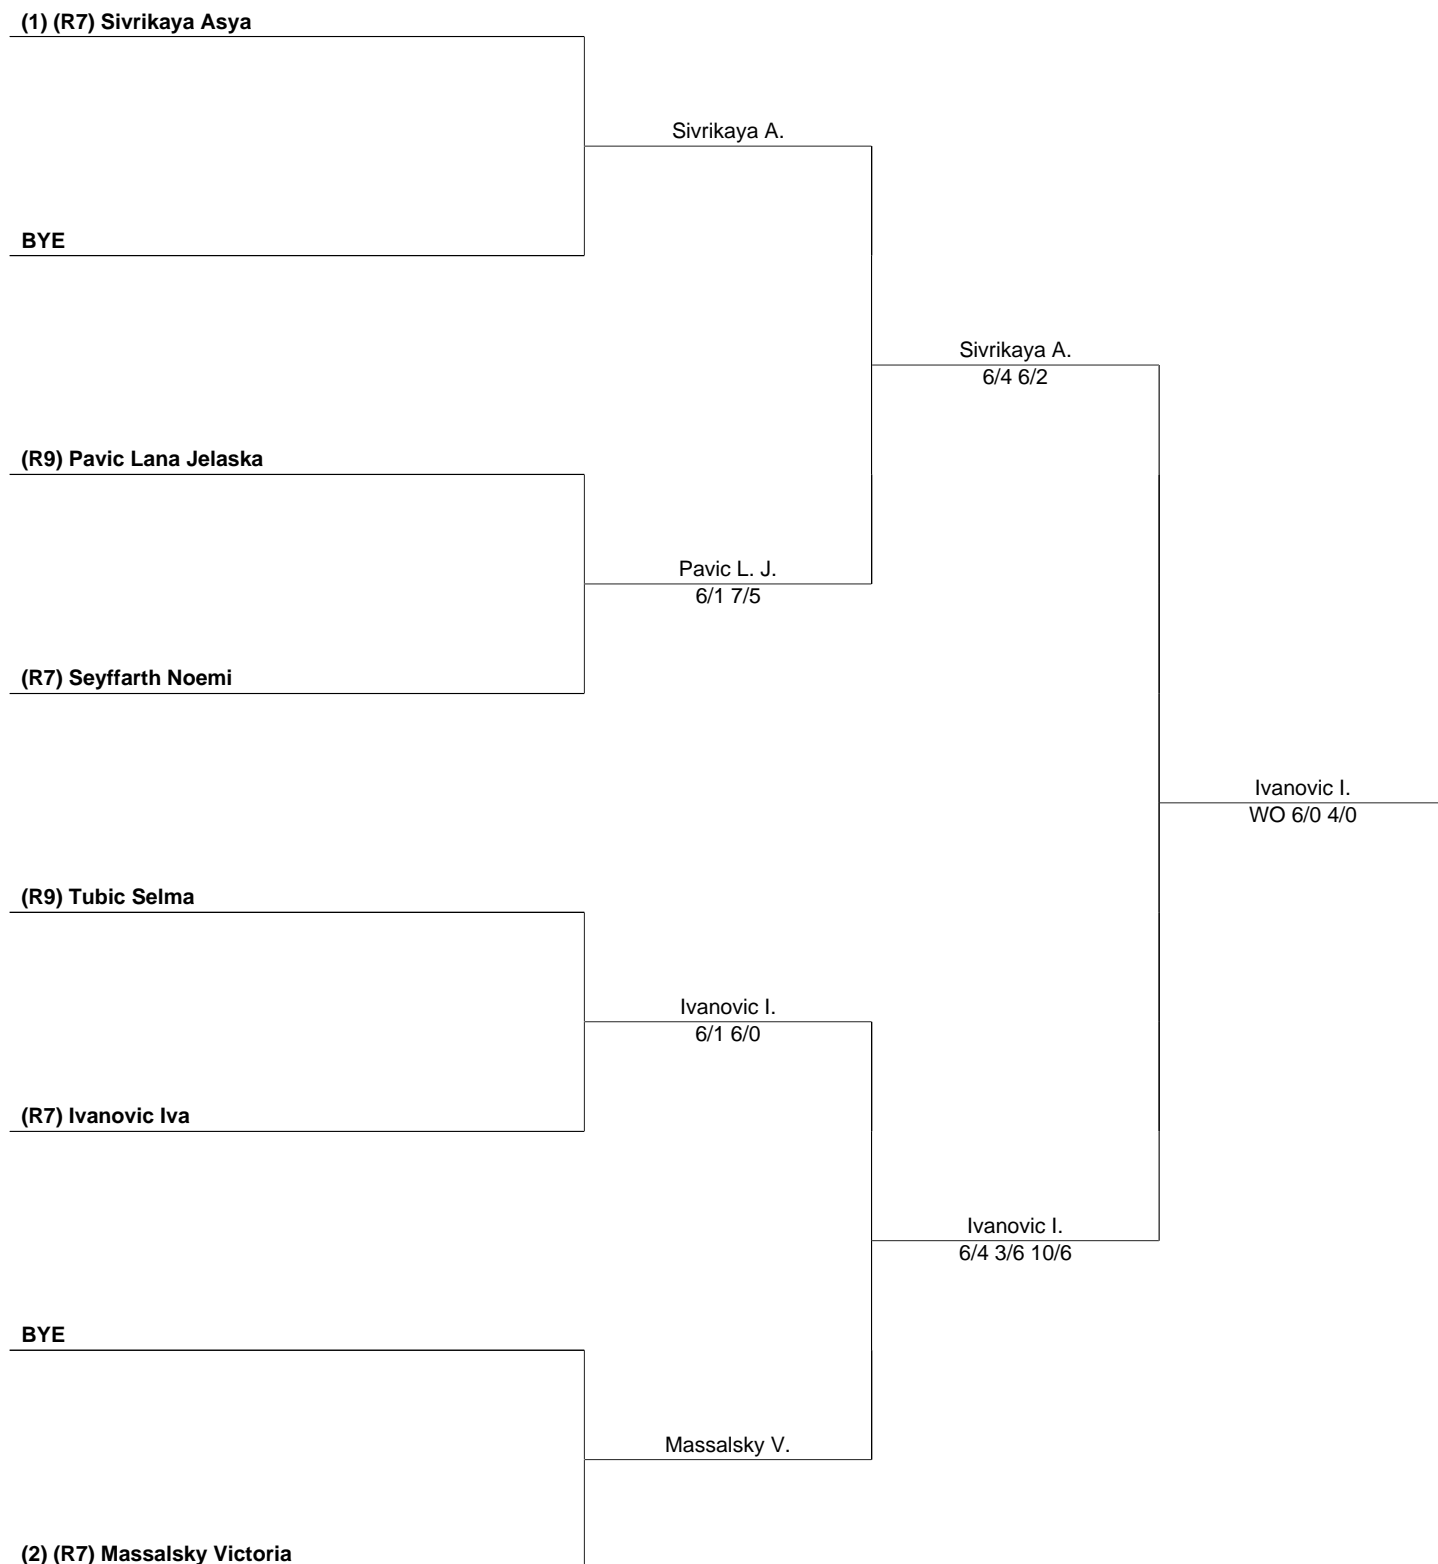 (1) (R7) Sivrikaya Asya
Sivrikaya A.
BYE
Sivrikaya A.
6/4 6/2
(R9) Pavic Lana Jelaska
Pavic L. J.
6/1 7/5
(R7) Seyffarth Noemi
Ivanovic I.
WO 6/0 4/0
(R9) Tubic Selma
Ivanovic I.
6/1 6/0
(R7) Ivanovic Iva
Ivanovic I.
6/4 3/6 10/6
BYE
Massalsky V.
(2) (R7) Massalsky Victoria